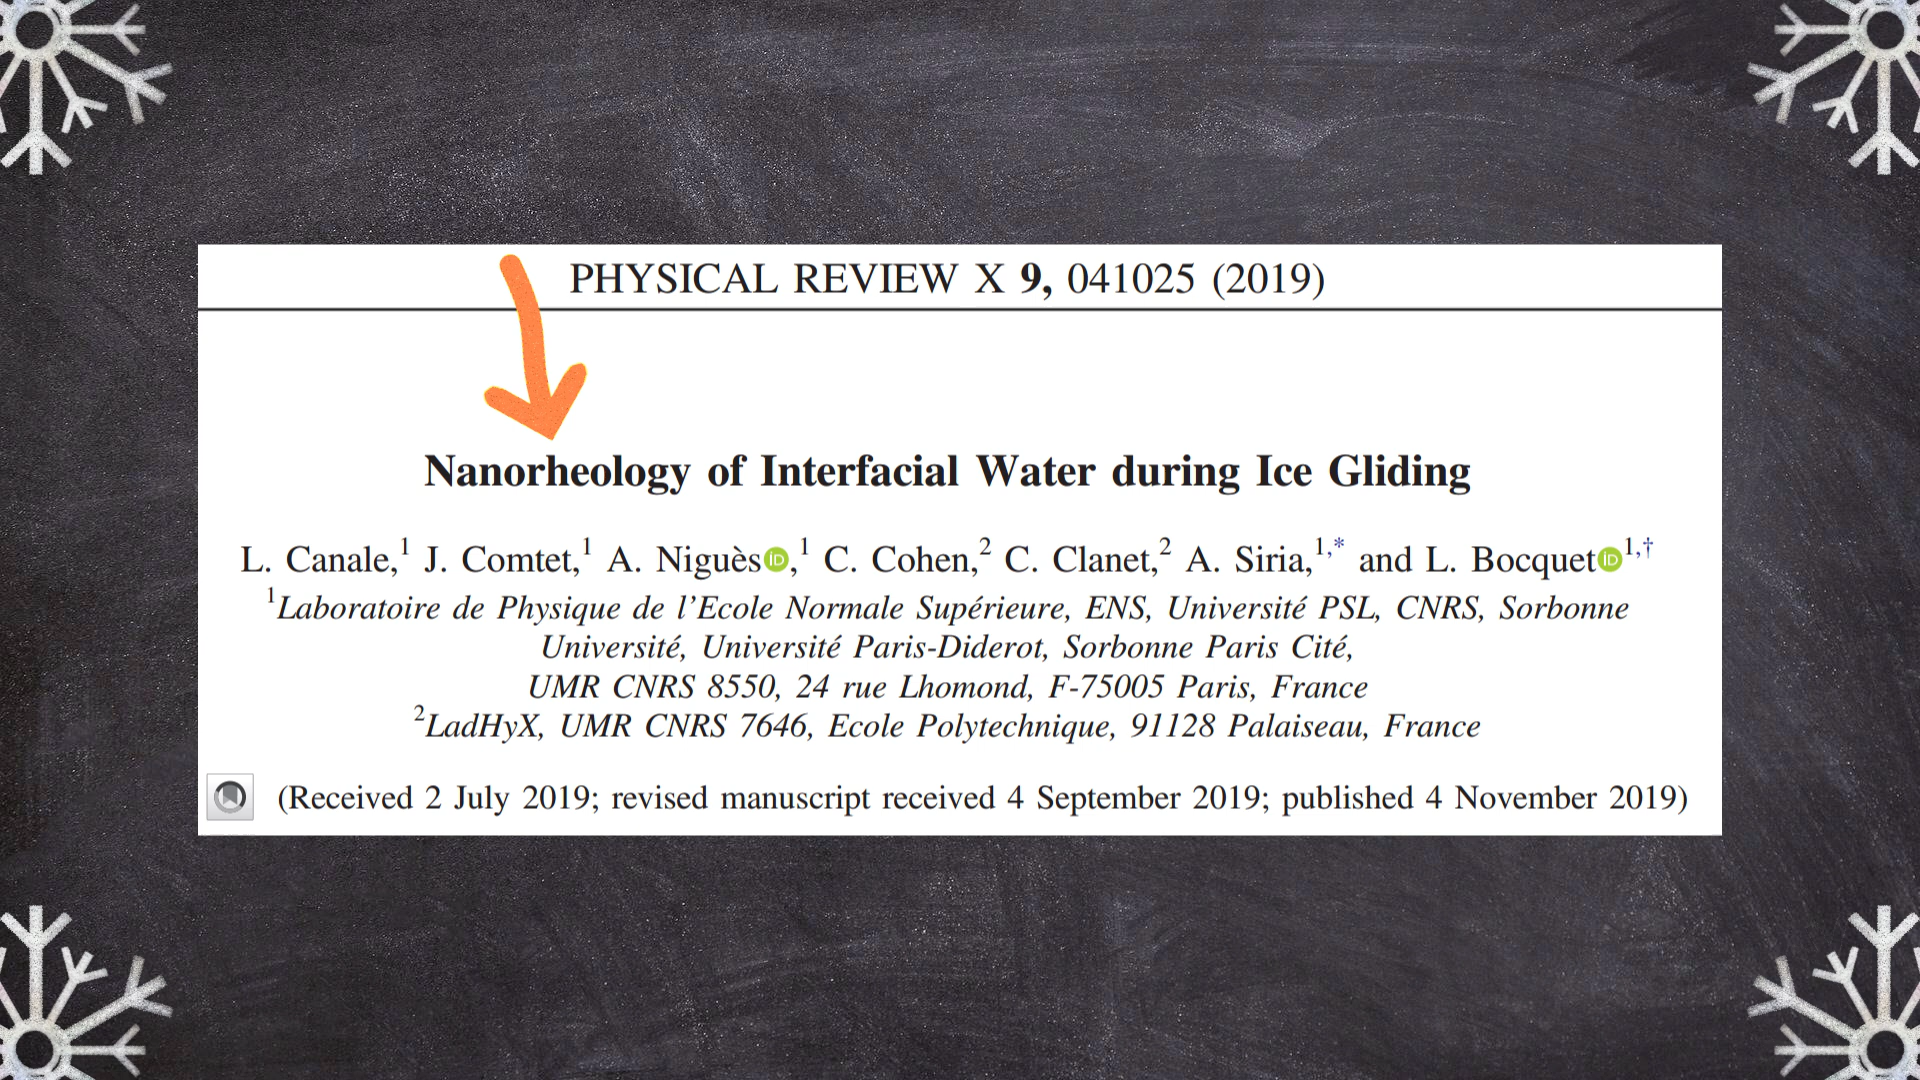 PHYSICAL REVIEW X 9, 041025 (2019)
Nanorheology of Interfacial Water during Ice Gliding
L. Canale,¹ J. Comtet,¹ A. Niguès iD,¹ C. Cohen,² C. Clanet,² A. Siria,¹,* and L. Bocquet iD¹,†
¹Laboratoire de Physique de l’Ecole Normale Supérieure, ENS, Université PSL, CNRS, Sorbonne
Université, Université Paris-Diderot, Sorbonne Paris Cité,
UMR CNRS 8550, 24 rue Lhomond, F-75005 Paris, France
²LadHyX, UMR CNRS 7646, Ecole Polytechnique, 91128 Palaiseau, France
(Received 2 July 2019; revised manuscript received 4 September 2019; published 4 November 2019)